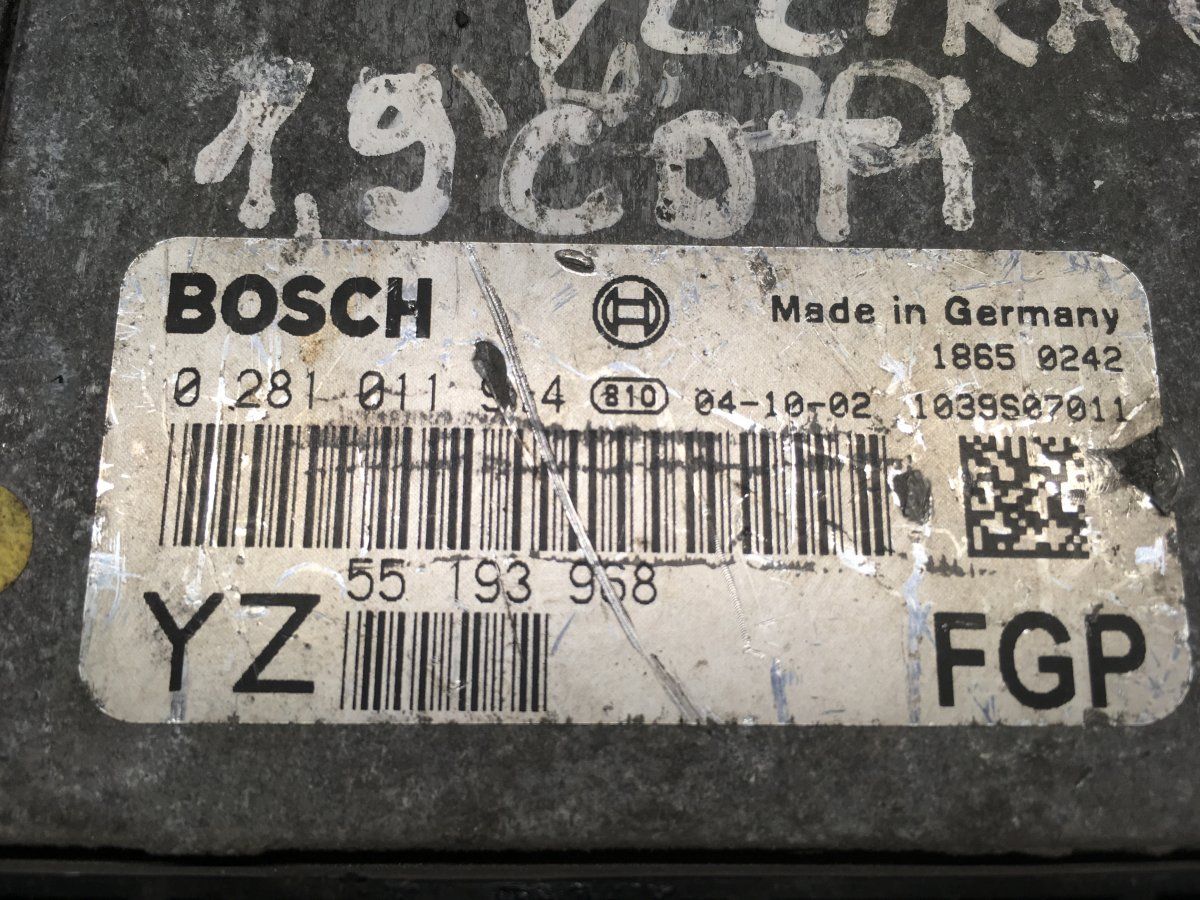 VECTRA
1,9 CDTI
BOSCH
Made in Germany
1865 0242
0 281 011 810 04-10-02 1039S07011
55 193 968
YZ
FGP